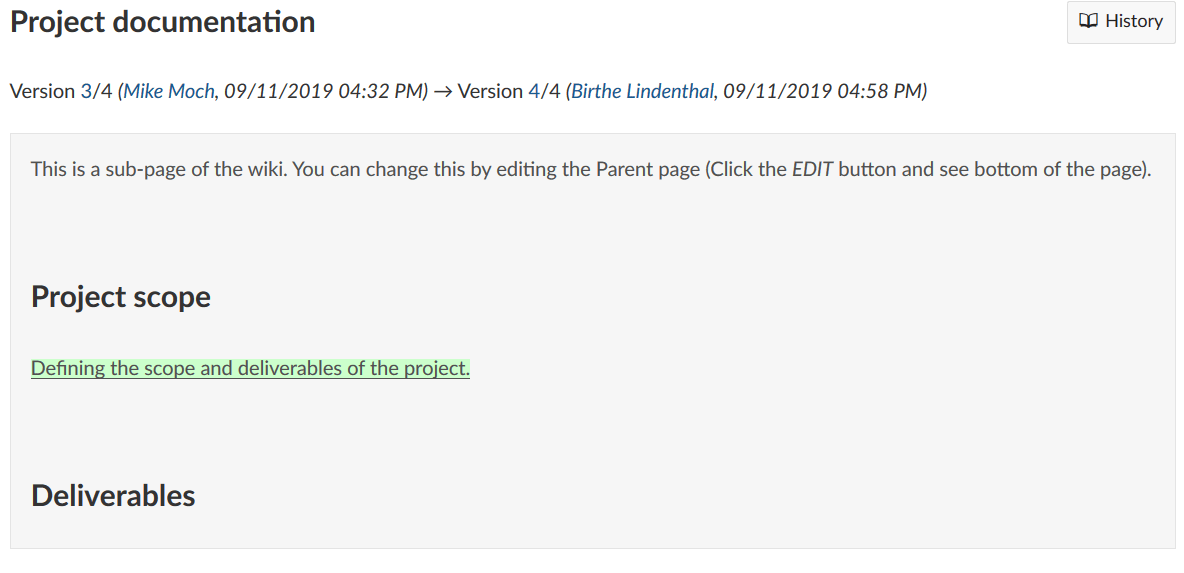 Project documentation
History
Version 3/4 (Mike Moch, 09/11/2019 04:32 PM) → Version 4/4 (Birthe Lindenthal, 09/11/2019 04:58 PM)
This is a sub-page of the wiki. You can change this by editing the Parent page (Click the EDIT button and see bottom of the page).
Project scope
Defining the scope and deliverables of the project.
Deliverables